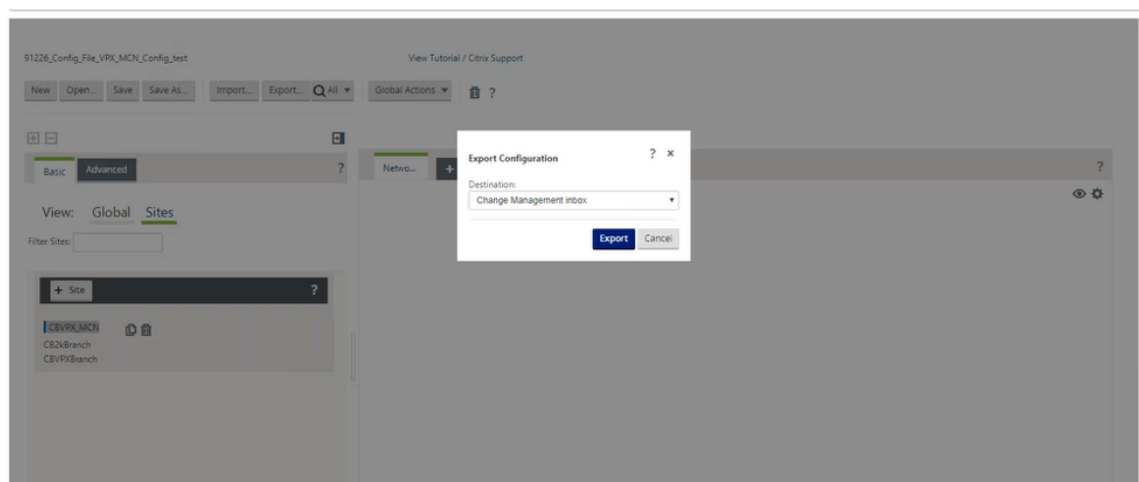 91226_Config_File_VPX_MCN_Config_test View Tutorial / Citrix Support
New Open... Save Save As... Import... Export... All Global Actions ?
Basic Advanced ? Netwo... + ?
Export Configuration ? ×
Destination:
Change Management inbox
Export Cancel
View: Global Sites
Filter Sites:
+ Site ?
CBVPX_MCN
CB2kBranch
CBVPXBranch